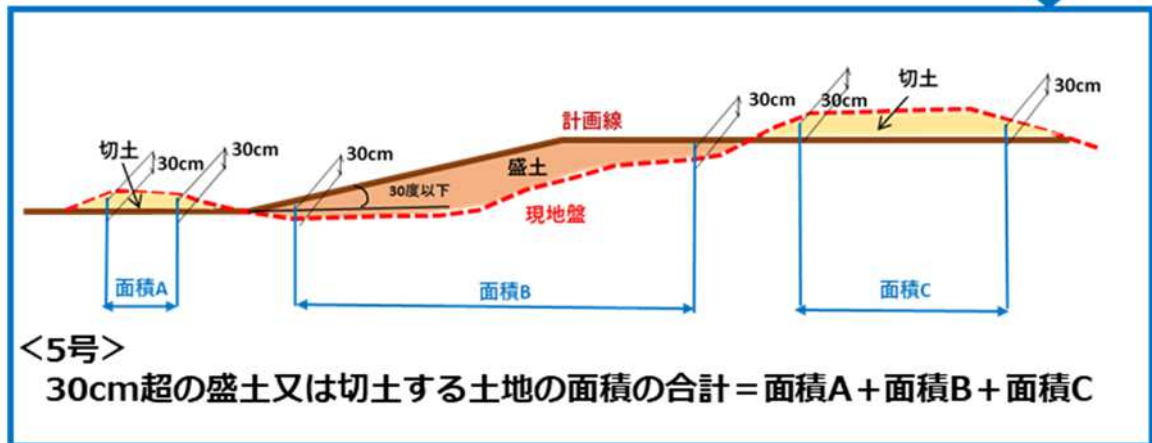 切土
30cm
30cm
30cm
計画線
盛土
30度以下
現地盤
30cm
30cm
切土
30cm
面積A
面積B
面積C
＜5号＞
30cm超の盛土又は切土する土地の面積の合計＝面積A＋面積B＋面積C